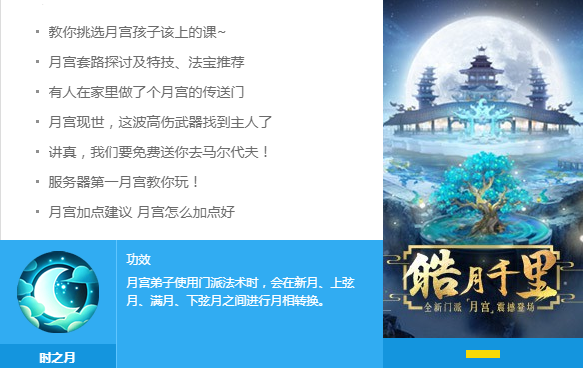 教你挑选月宫孩子该上的课~
月宫套路探讨及特技、法宝推荐
有人在家里做了个月宫的传送门
月宫现世，这波高伤武器找到主人了
讲真，我们要免费送你去马尔代夫！
服务器第一月宫教你玩！
月宫加点建议 月宫怎么加点好
功效
月宫弟子使用门派法术时，会在新月、上弦
月、满月、下弦月之间进行月相转换。
时之月
皓月千里
全新门派 月宫 震撼登场